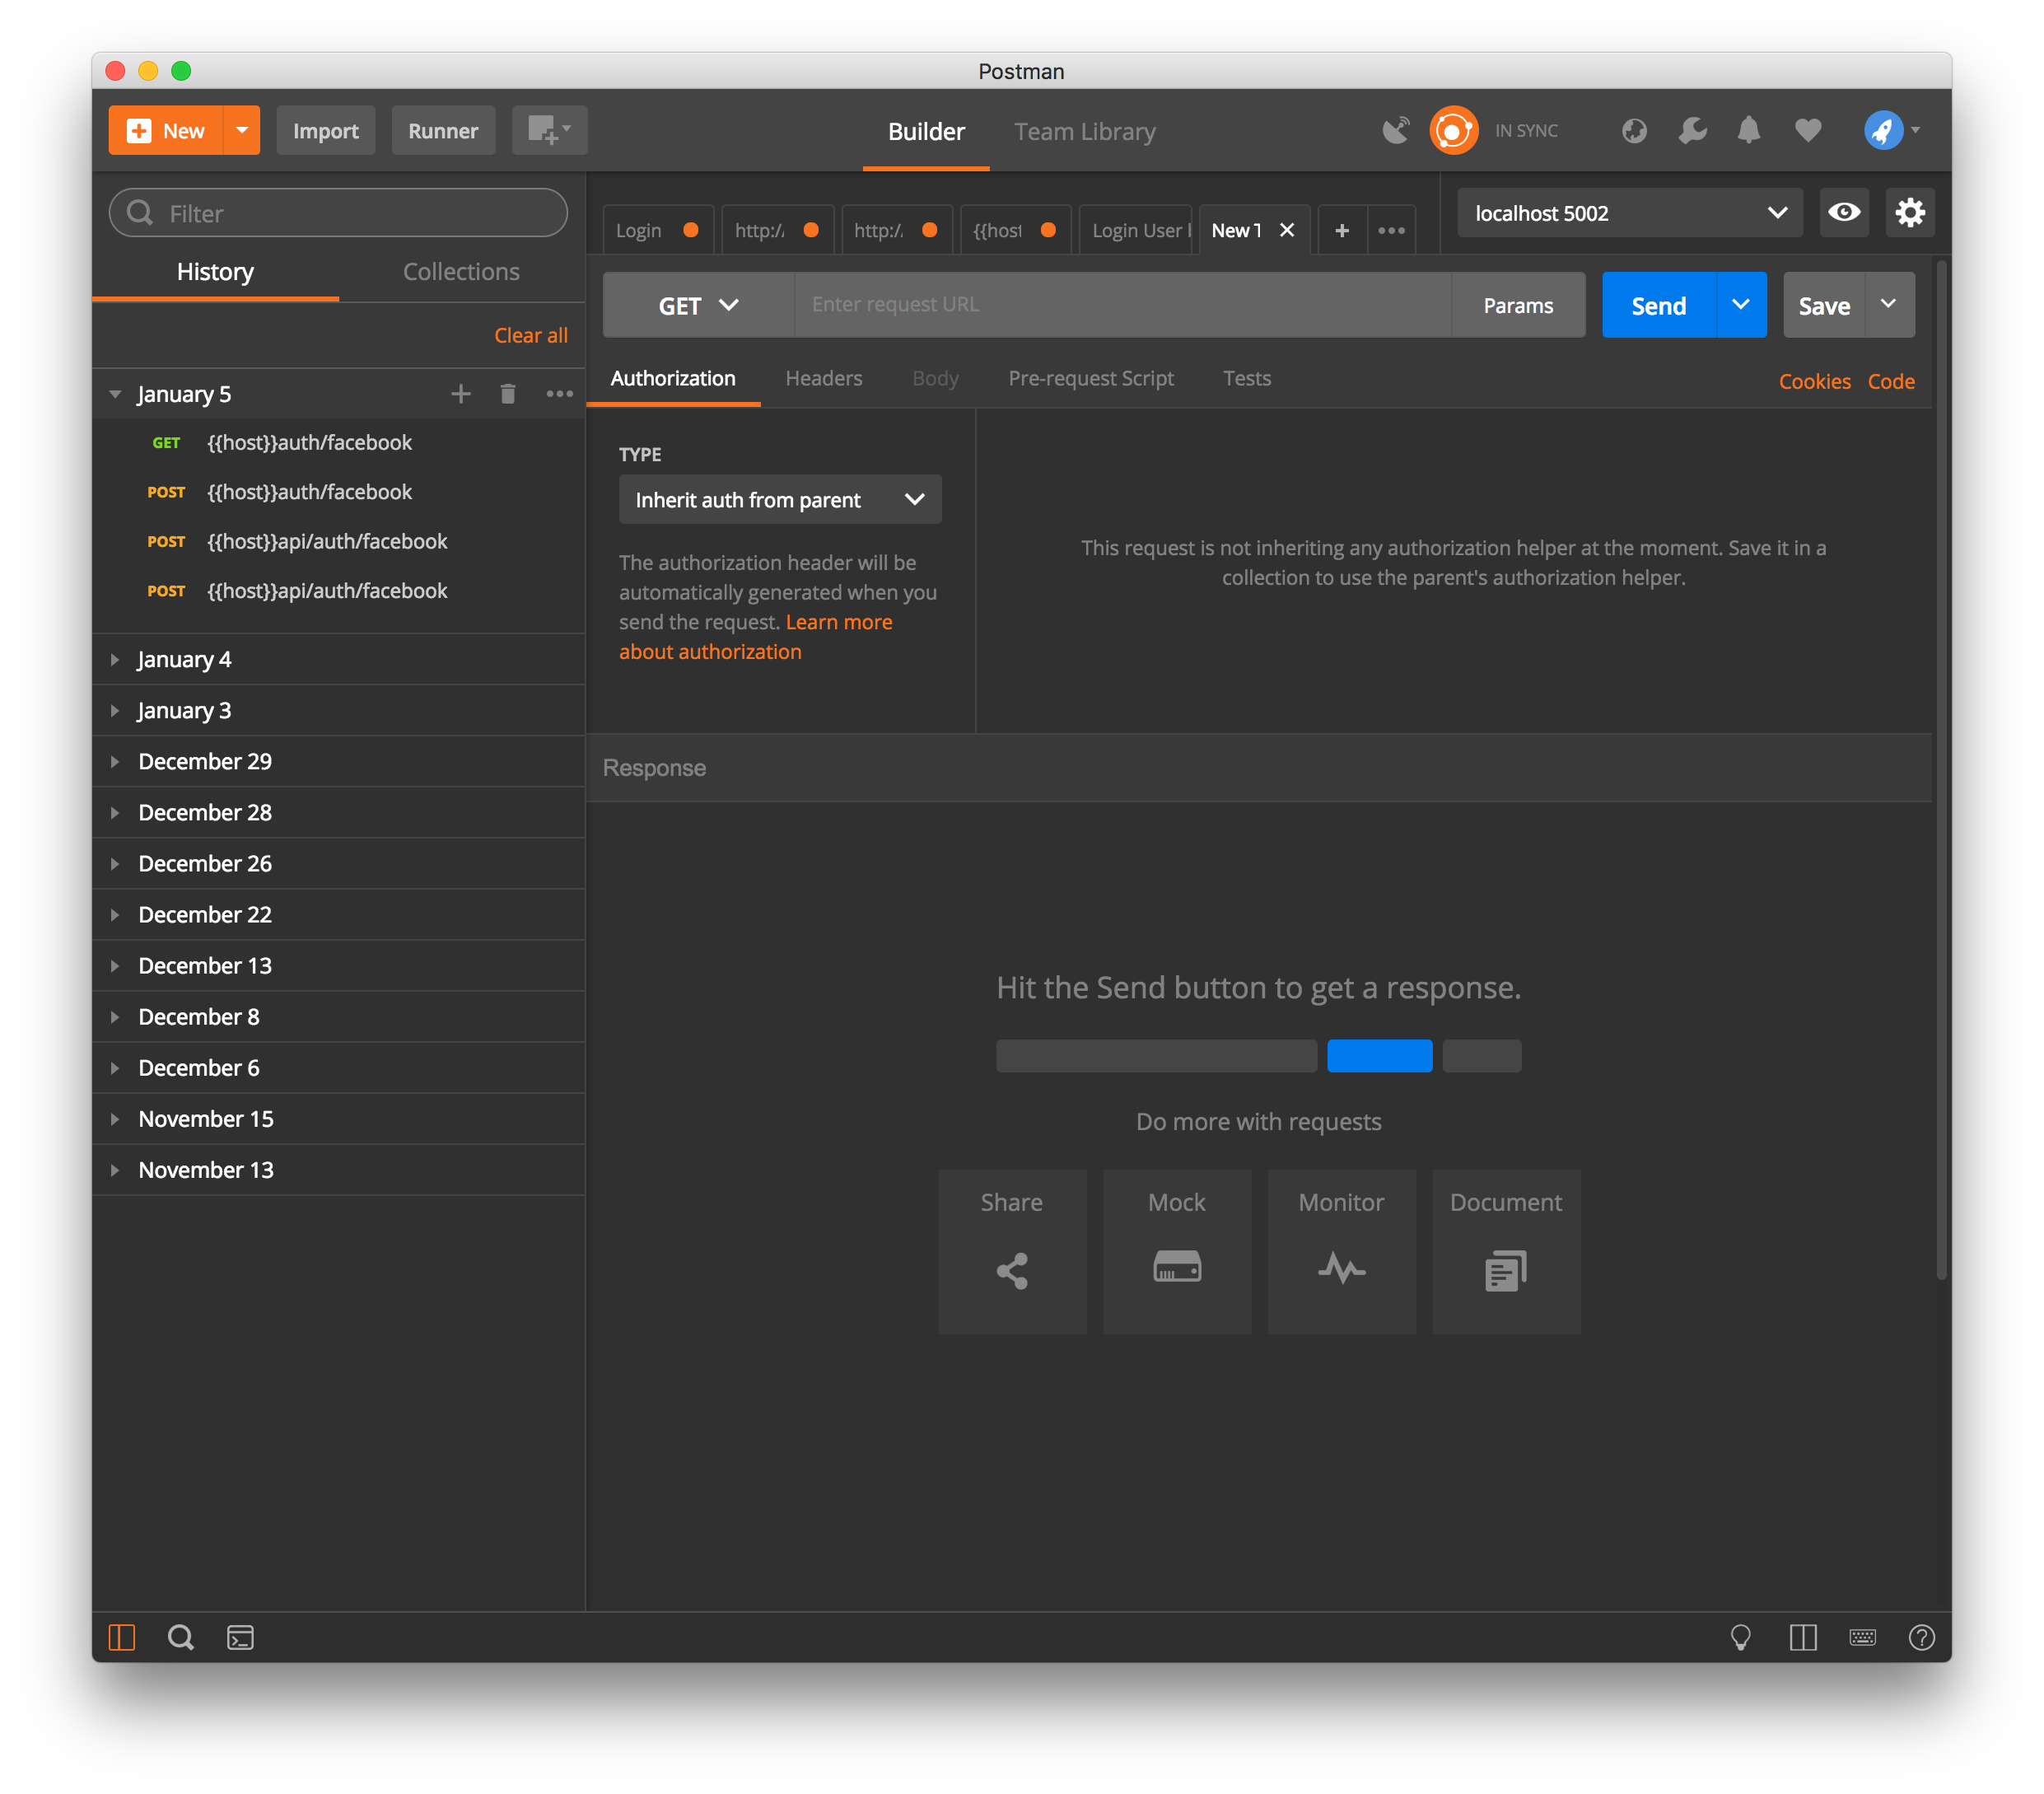 Postman
New
Import
Runner
Builder
Team Library
IN SYNC
Filter
History
Collections
Clear all
January 5
GET {{host}}auth/facebook
POST {{host}}auth/facebook
POST {{host}}api/auth/facebook
POST {{host}}api/auth/facebook
January 4
January 3
December 29
December 28
December 26
December 22
December 13
December 8
December 6
November 15
November 13
Login
http:/
http:/
{{host
Login User
New
localhost 5002
GET
Enter request URL
Params
Send
Save
Authorization
Headers
Body
Pre-request Script
Tests
Cookies
Code
TYPE
Inherit auth from parent
The authorization header will be
automatically generated when you
send the request. Learn more
about authorization
This request is not inheriting any authorization helper at the moment. Save it in a
collection to use the parent's authorization helper.
Response
Hit the Send button to get a response.
Do more with requests
Share
Mock
Monitor
Document